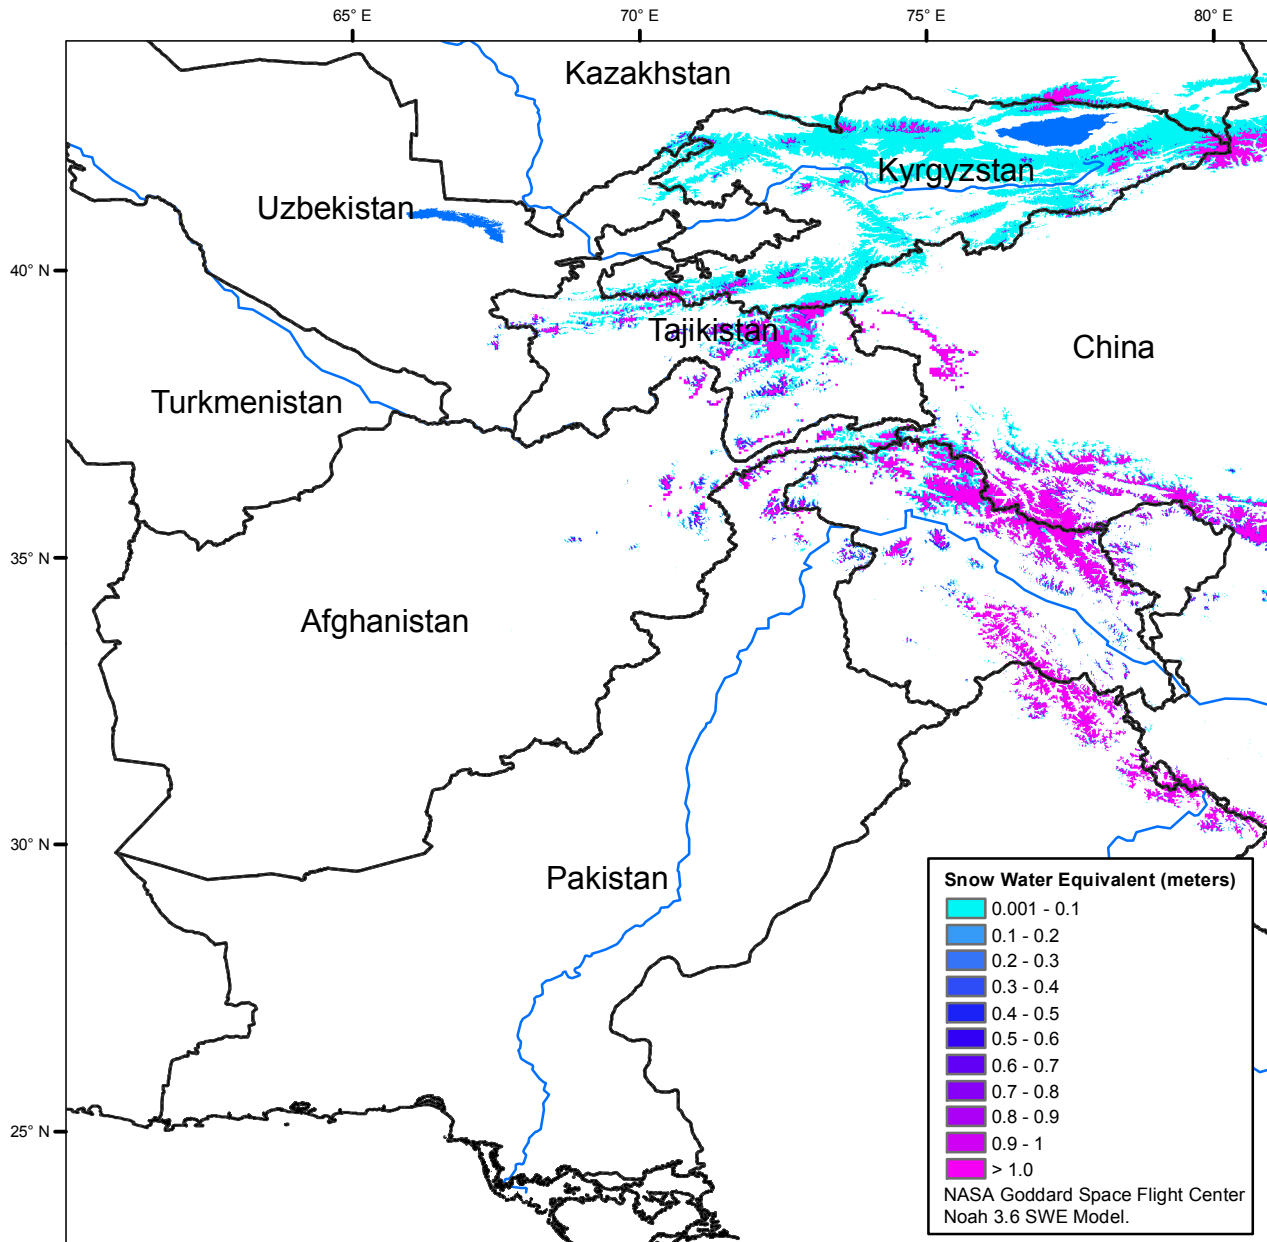 65° E
70° E
75° E
80° E
Kazakhstan
Kyrgyzstan
Uzbekistan
40° N
Tajikistan
China
Turkmenistan
35° N
Afghanistan
30° N
Pakistan
25° N
Snow Water Equivalent (meters)
0.001 - 0.1
0.1 - 0.2
0.2 - 0.3
0.3 - 0.4
0.4 - 0.5
0.5 - 0.6
0.6 - 0.7
0.7 - 0.8
0.8 - 0.9
0.9 - 1
> 1.0
NASA Goddard Space Flight Center
Noah 3.6 SWE Model.